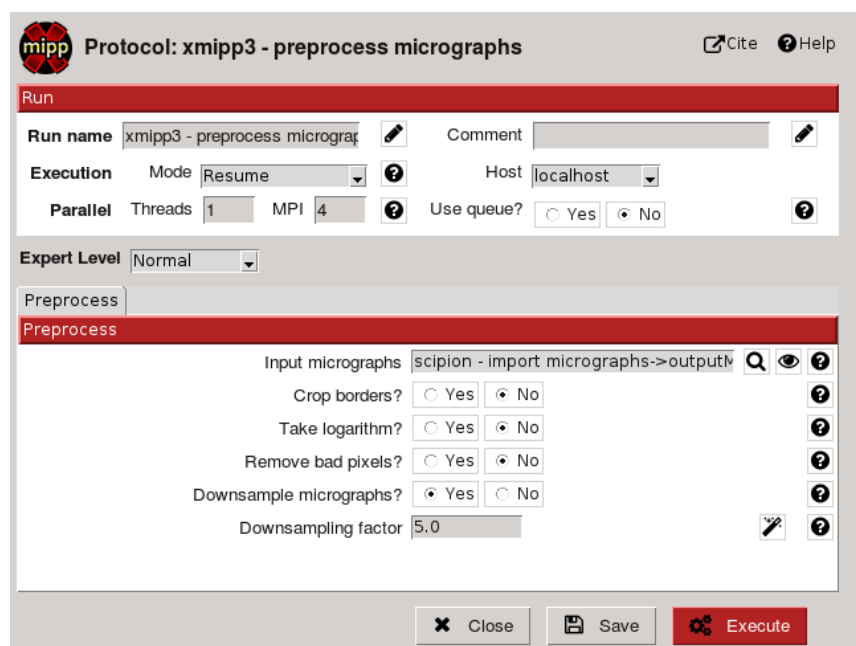 mipp Protocol: xmipp3 - preprocess micrographs Cite Help
Run
Run name xmipp3 - preprocess micrograp Comment
Execution Mode Resume Host localhost
Parallel Threads 1 MPI 4 Use queue? Yes No
Expert Level Normal
Preprocess
Preprocess
Input micrographs scipion - import micrographs->outputM
Crop borders? Yes No
Take logarithm? Yes No
Remove bad pixels? Yes No
Downsample micrographs? Yes No
Downsampling factor 5.0
Close Save Execute